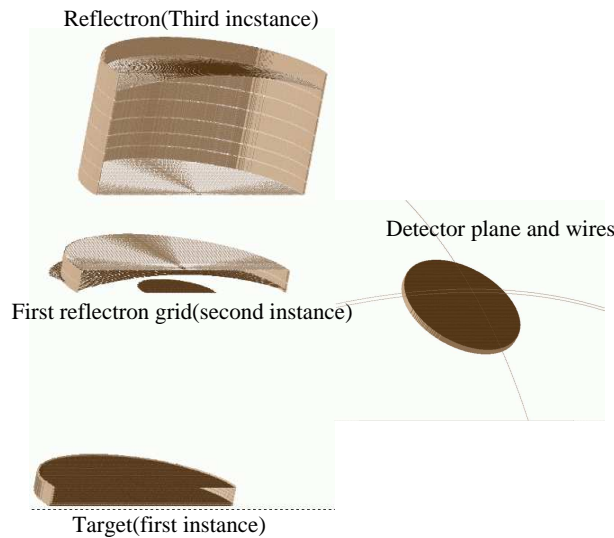 Reflectron(Third incstance)
Detector plane and wires
First reflectron grid(second instance)
Target(first instance)